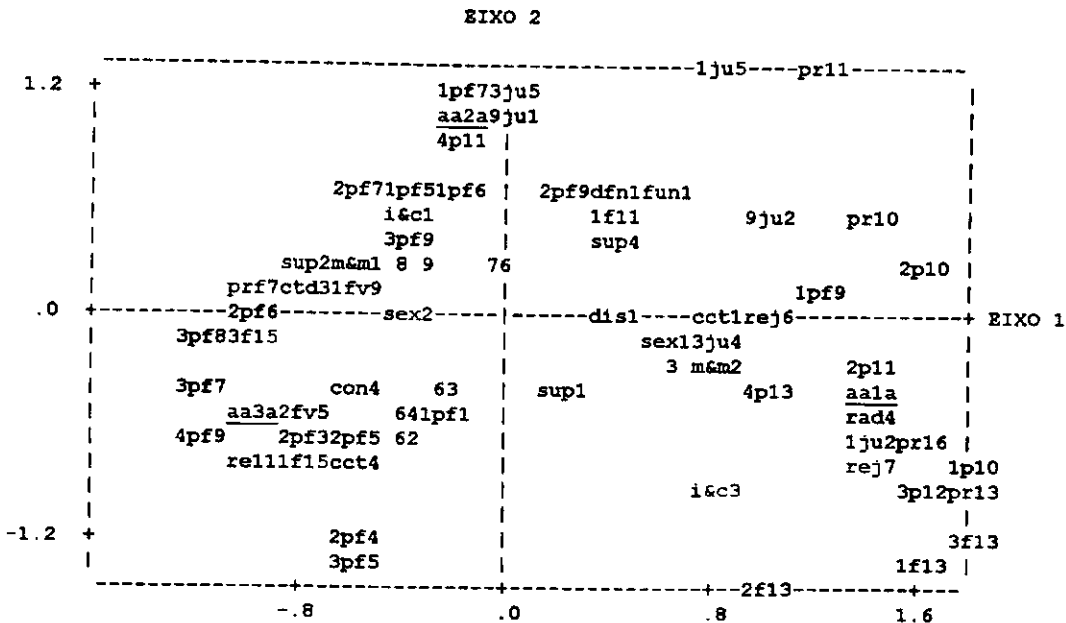 EIXO 2
---1ju5----pr11---
1.2 + 1pf73ju5
aa2a9ju1
4p11
2pf71pf51pf6 2pf9dfn1fun1
i&c1 1f11 9ju2 pr10
3pf9 sup4
sup2m&m1 8 9 76 2p10
prf7ctd31fv9 1pf9
.0 +---2pf6---sex2---dis1----cct1rej6---+ EIXO 1
3pf83f15 sex13ju4
3 m&m2 2p11
3pf7 con4 63 sup1 4p13 aa1a
aa3a2fv5 641pf1 rad4
4pf9 2pf32pf5 62 1ju2pr16
re111f15cct4 rej7 1p10
i&c3 3p12pr13
-1.2 + 2pf4 3f13
3pf5 1f13
---+---+---+--2f13---+---
-.8 .0 .8 1.6